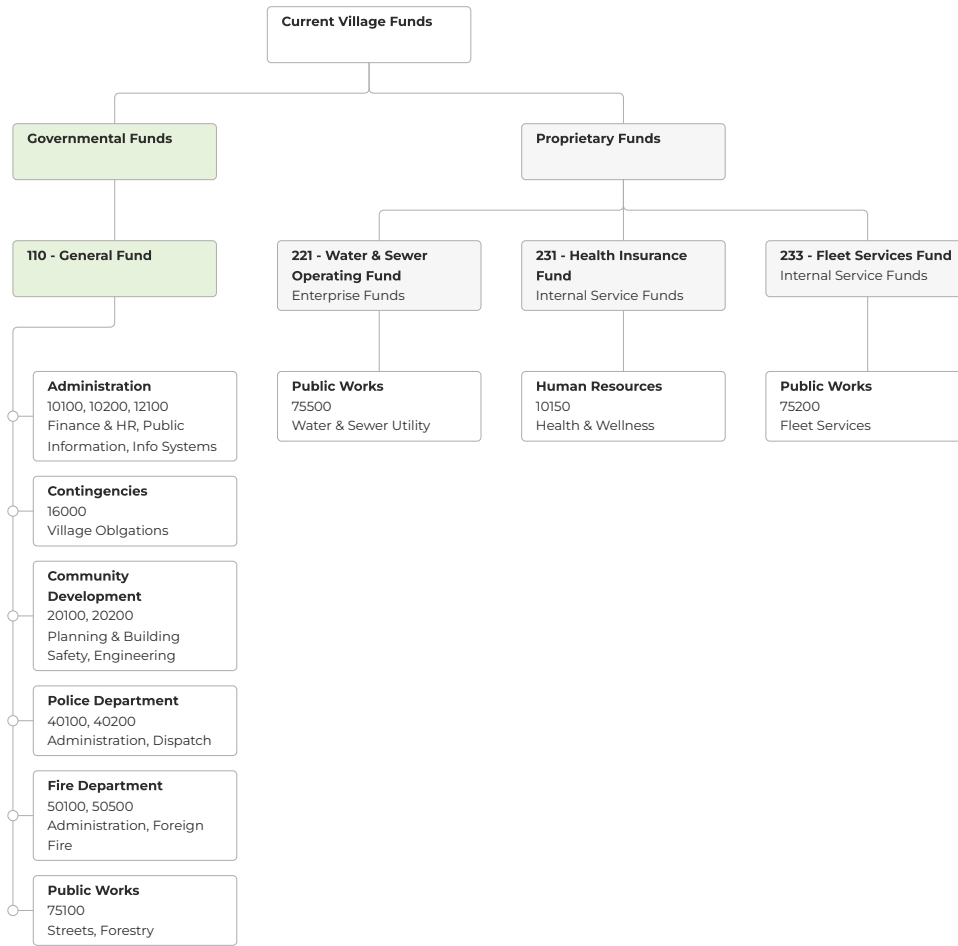 Current Village Funds
Governmental Funds
Proprietary Funds
110 - General Fund
221 - Water & Sewer
Operating Fund
Enterprise Funds
231 - Health Insurance
Fund
Internal Service Funds
233 - Fleet Services Fund
Internal Service Funds
Administration
10100, 10200, 12100
Finance & HR, Public
Information, Info Systems
Public Works
75500
Water & Sewer Utility
Human Resources
10150
Health & Wellness
Public Works
75200
Fleet Services
Contingencies
16000
Village Oblgations
Community
Development
20100, 20200
Planning & Building
Safety, Engineering
Police Department
40100, 40200
Administration, Dispatch
Fire Department
50100, 50500
Administration, Foreign
Fire
Public Works
75100
Streets, Forestry